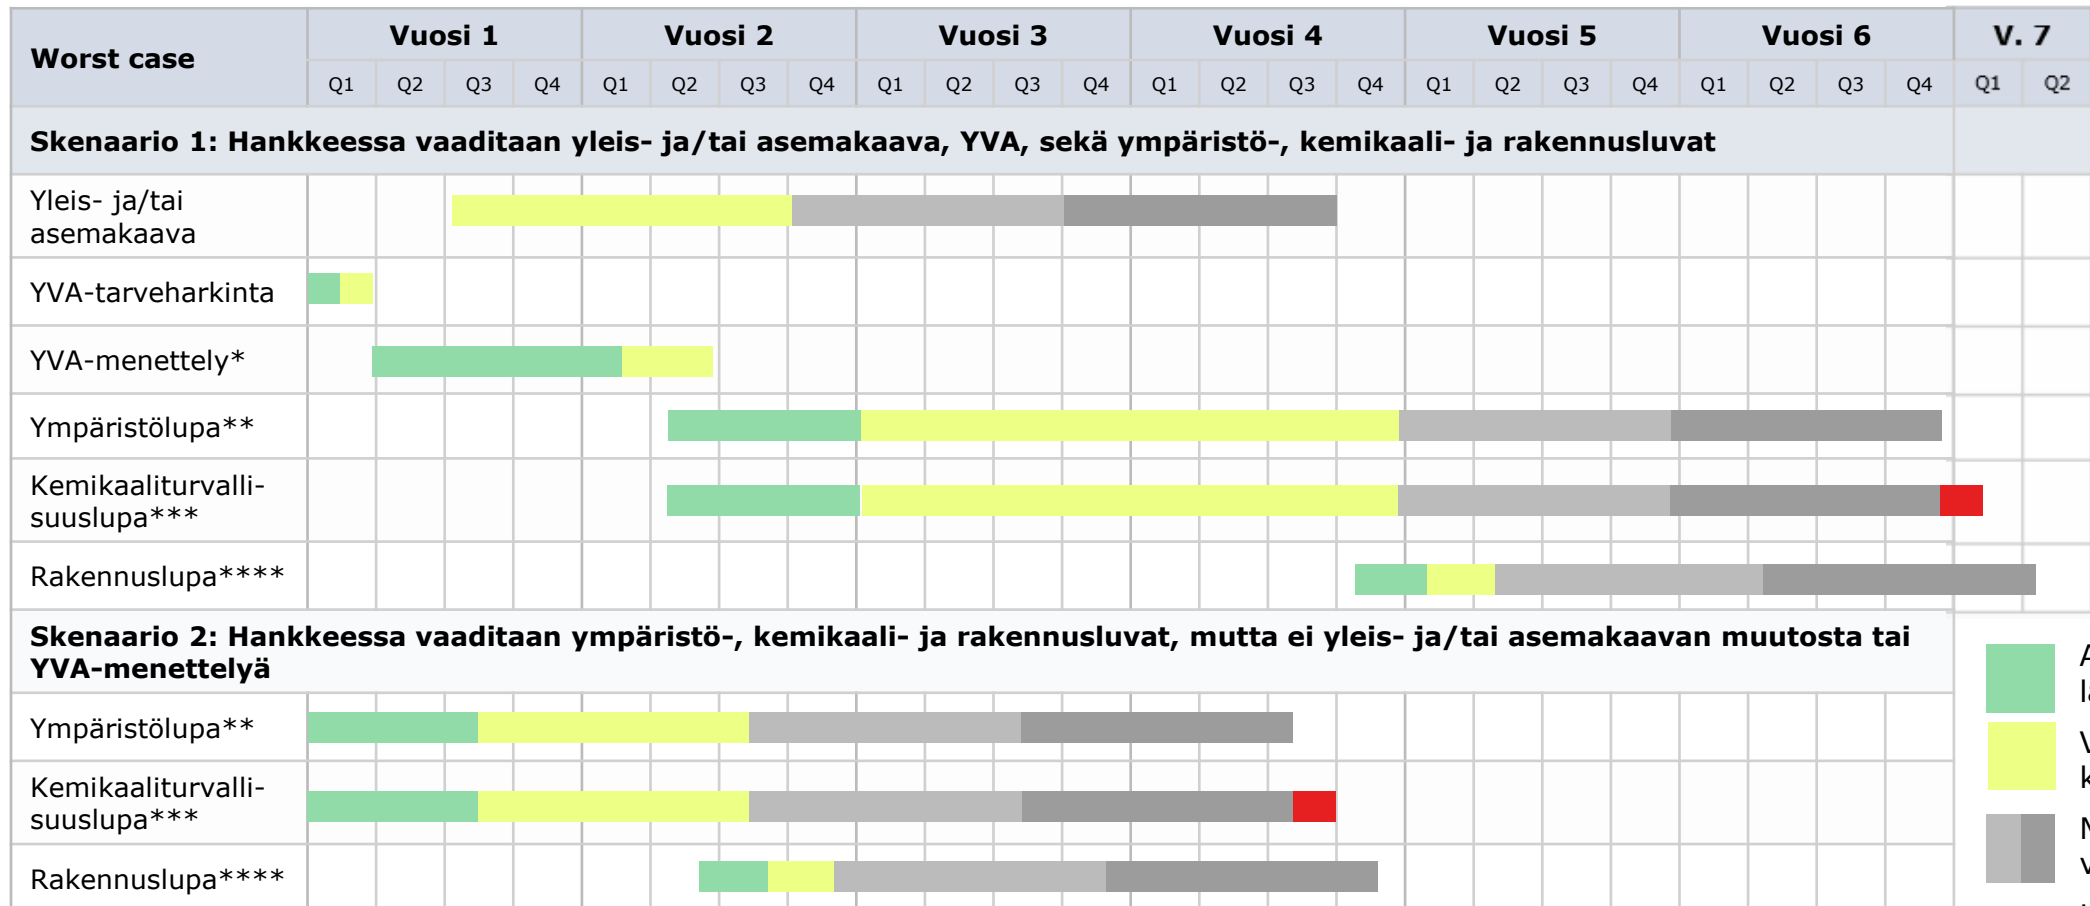 Worst case
Vuosi 1 Vuosi 2 Vuosi 3 Vuosi 4 Vuosi 5 Vuosi 6 V. 7
Q1 Q2 Q3 Q4 Q1 Q2 Q3 Q4 Q1 Q2 Q3 Q4 Q1 Q2 Q3 Q4 Q1 Q2 Q3 Q4 Q1 Q2 Q3 Q4 Q1 Q2
Skenaario 1: Hankkeessa vaaditaan yleis- ja/tai asemakaava, YVA, sekä ympäristö-, kemikaali- ja rakennusluvat
Yleis- ja/tai
asemakaava
YVA-tarveharkinta
YVA-menettely*
Ympäristölupa**
Kemikaaliturvalli-
suuslupa***
Rakennuslupa****
Skenaario 2: Hankkeessa vaaditaan ympäristö-, kemikaali- ja rakennusluvat, mutta ei yleis- ja/tai asemakaavan muutosta tai
YVA-menettelyä
Ympäristölupa**
Kemikaaliturvalli-
suuslupa***
Rakennuslupa****